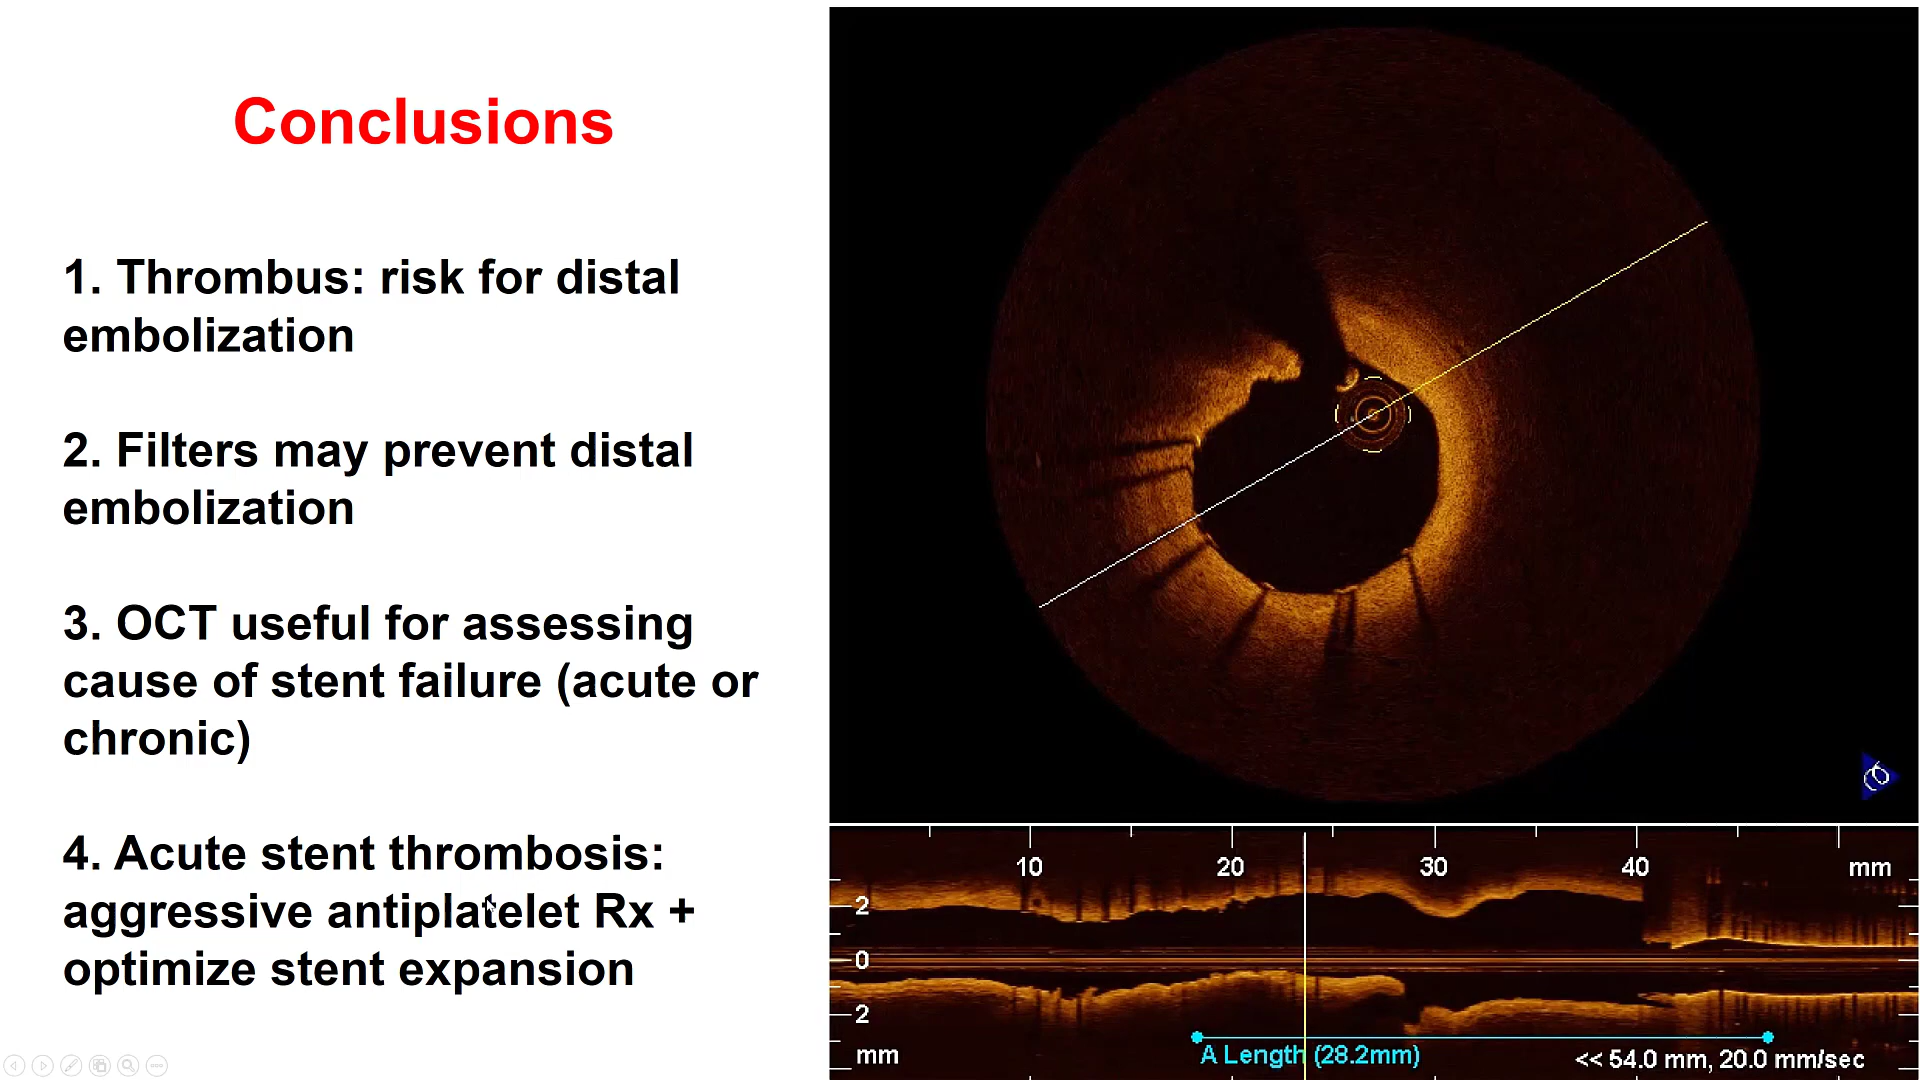 Conclusions
1. Thrombus: risk for distal
embolization
2. Filters may prevent distal
embolization
3. OCT useful for assessing
cause of stent failure (acute or
chronic)
4. Acute stent thrombosis:
aggressive antiplatelet Rx +
optimize stent expansion
10 20 30 40 mm
2
0
2
mm
A Length (28.2mm)
<< 54.0 mm, 20.0 mm/sec